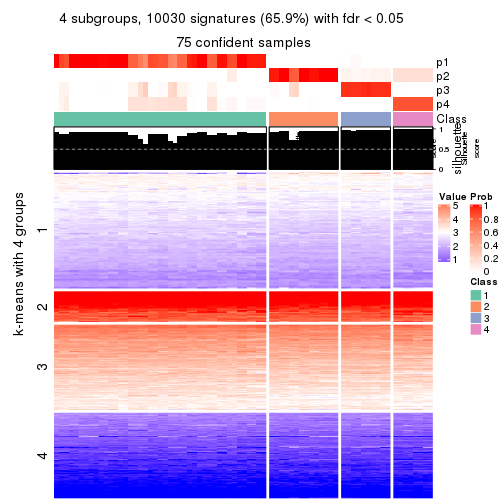 4 subgroups, 10030 signatures (65.9%) with fdr < 0.05
75 confident samples
p1
p2
p3
p4
Class
1
0.5
0
silhouette
Silhouette
score
k-means with 4 groups
1
2
3
4
Value
5
4
3
2
1
Prob
1
0.8
0.6
0.4
0.2
0
Class
1
2
3
4